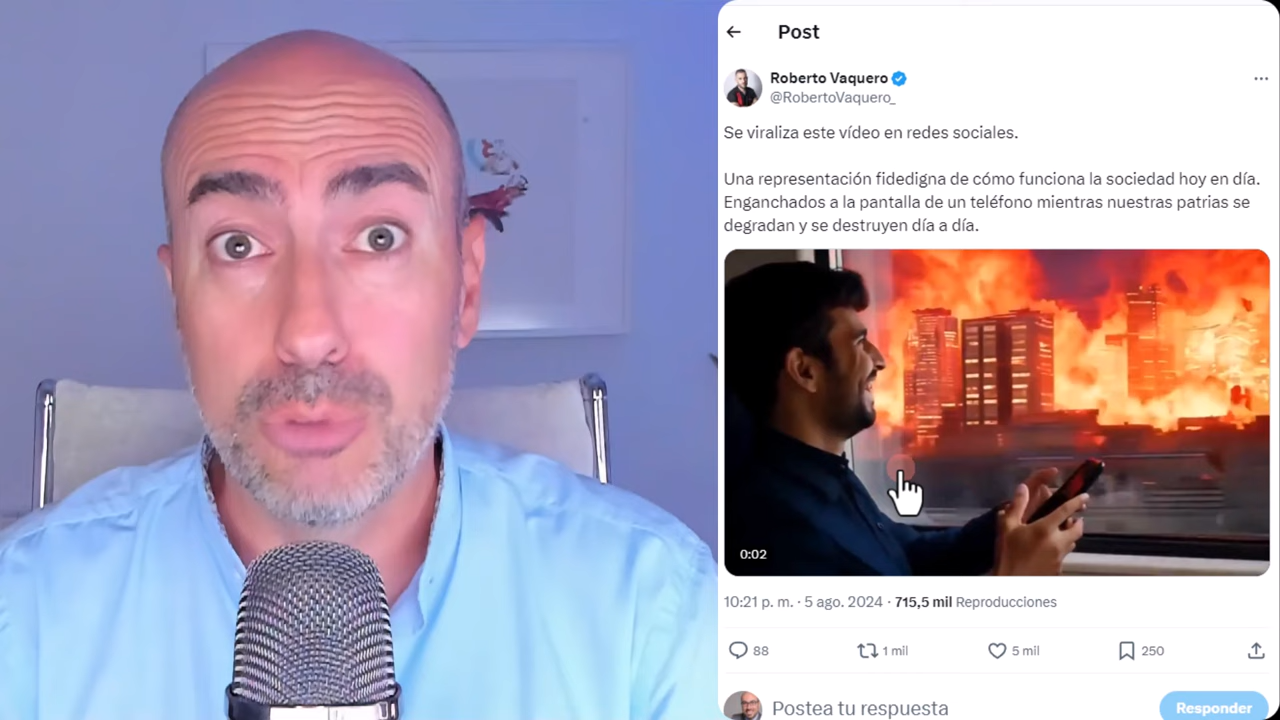 Post
Roberto Vaquero
@RobertoVaquero_
Se viraliza este vídeo en redes sociales.
Una representación fidedigna de cómo funciona la sociedad hoy en día.
Enganchados a la pantalla de un teléfono mientras nuestras patrias se
degradan y se destruyen día a día.
0:02
10:21 p. m. · 5 ago. 2024 · 715,5 mil Reproducciones
88 1 mil 5 mil 250
Postea tu respuesta Responder